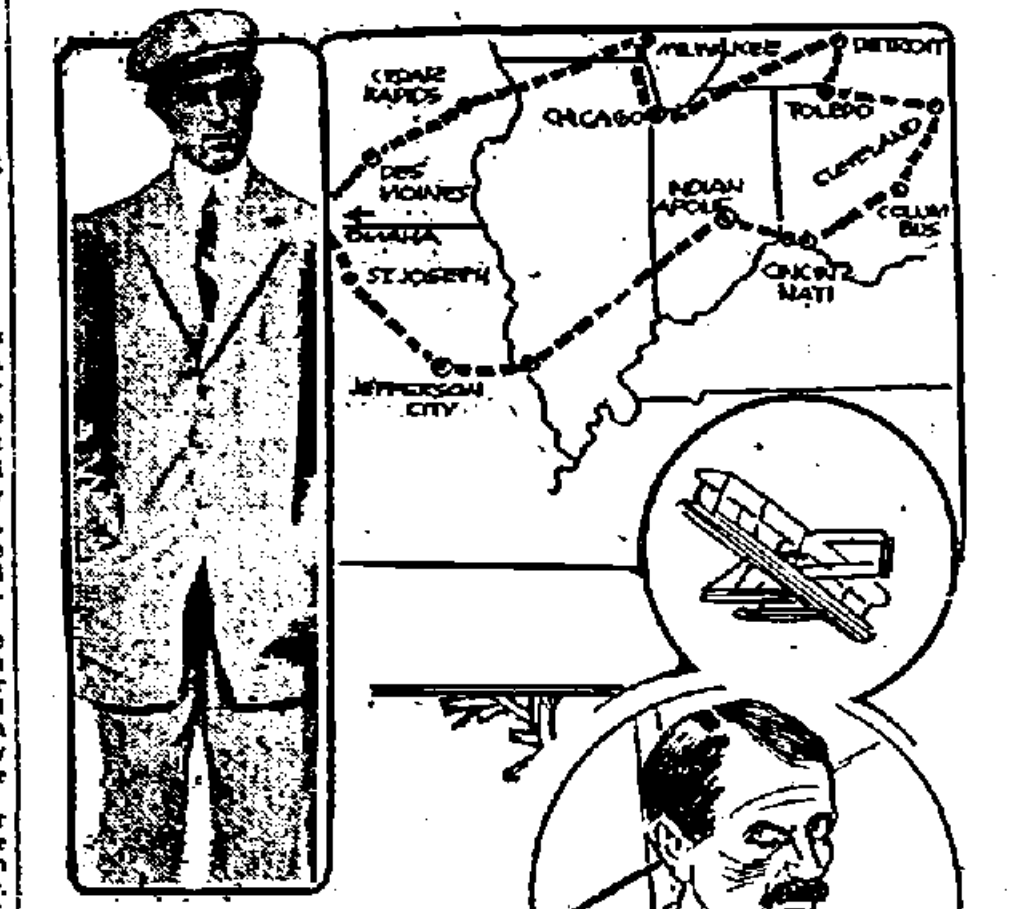 MILWAUKEE
DETROIT
CEDAR
RAPIDS
CHICAGO
TOLEDO
CLEVELAND
DES
MOINES
INDIAN
APOLIS
COLUM
BUS
OMAHA
ST. JOSEPH
CINCIN
NATI
JEFFERSON
CITY